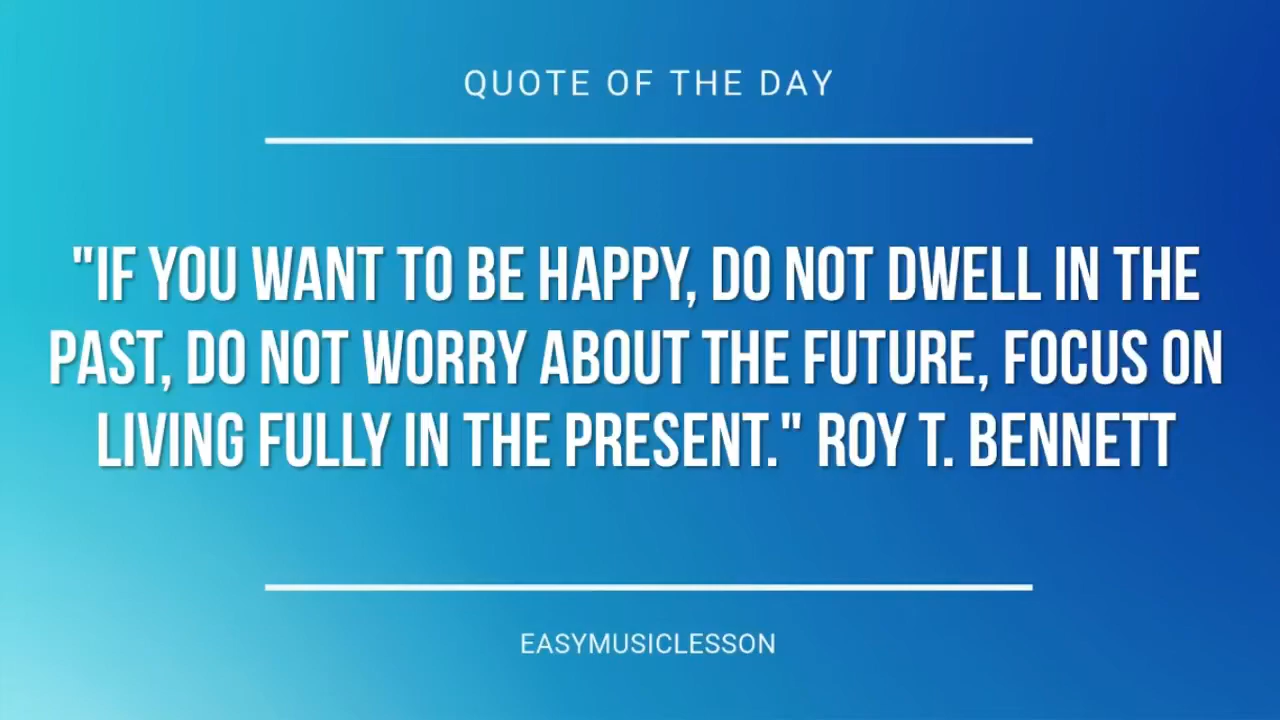 QUOTE OF THE DAY
"IF YOU WANT TO BE HAPPY, DO NOT DWELL IN THE
PAST, DO NOT WORRY ABOUT THE FUTURE, FOCUS ON
LIVING FULLY IN THE PRESENT." ROY T. BENNETT
EASYMUSICLESSON